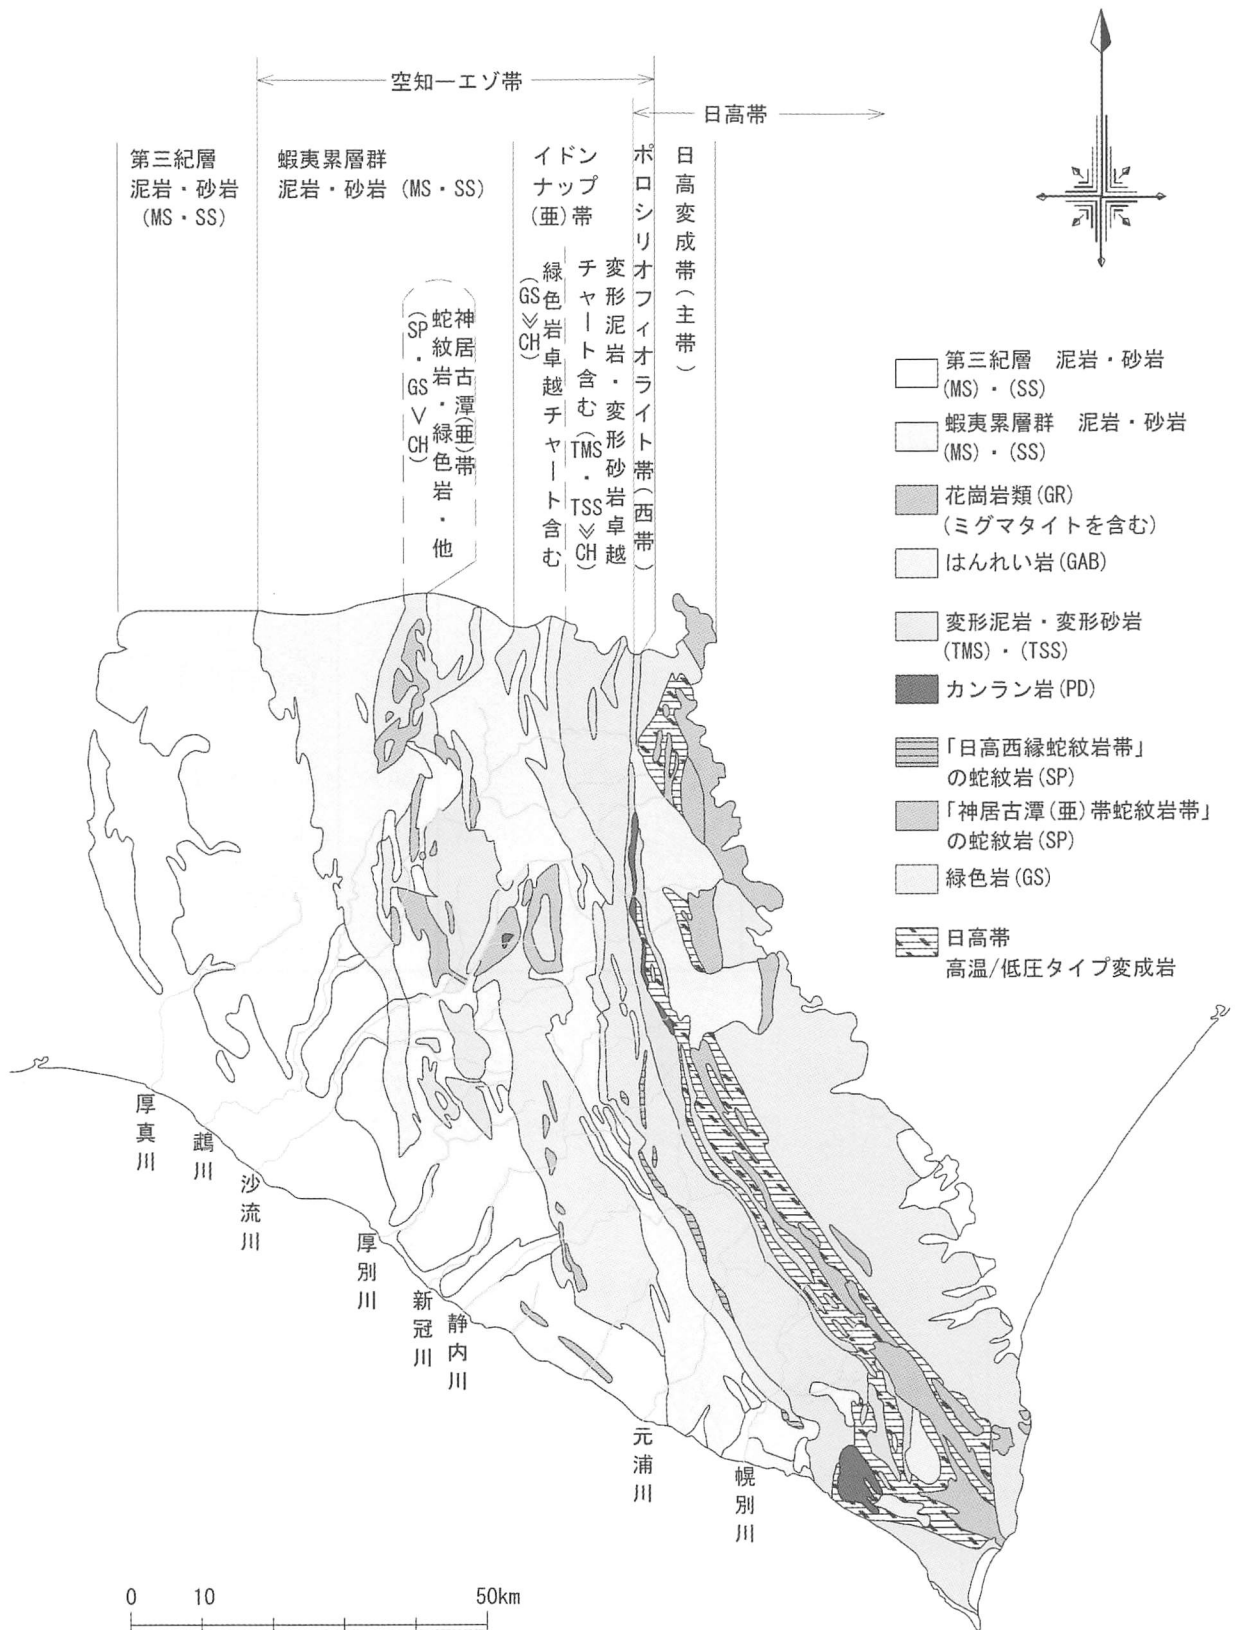 空知―エゾ帯
日高帯
第三紀層
泥岩・砂岩
(MS・SS)
蝦夷累層群
泥岩・砂岩 (MS・SS)
イドン
ナップ
(亜)帯
ポロシリオフィオライト帯(西帯)
日高変成帯(主帯)
神居古潭(亜)帯
蛇紋岩・緑色岩・他
(SP・GS>CH)
緑色岩卓越チャート含む
(GS≫CH)
変形泥岩・変形砂岩卓越
チャート含む(TMS・TSS≫CH)
第三紀層 泥岩・砂岩
(MS)・(SS)
蝦夷累層群 泥岩・砂岩
(MS)・(SS)
花崗岩類(GR)
(ミグマタイトを含む)
はんれい岩(GAB)
変形泥岩・変形砂岩
(TMS)・(TSS)
カンラン岩(PD)
「日高西縁蛇紋岩帯」
の蛇紋岩(SP)
「神居古潭(亜)帯蛇紋岩帯」
の蛇紋岩(SP)
緑色岩(GS)
日高帯
高温/低圧タイプ変成岩
厚真川
鵡川
沙流川
厚別川
新冠川
静内川
元浦川
幌別川
0 10 50km